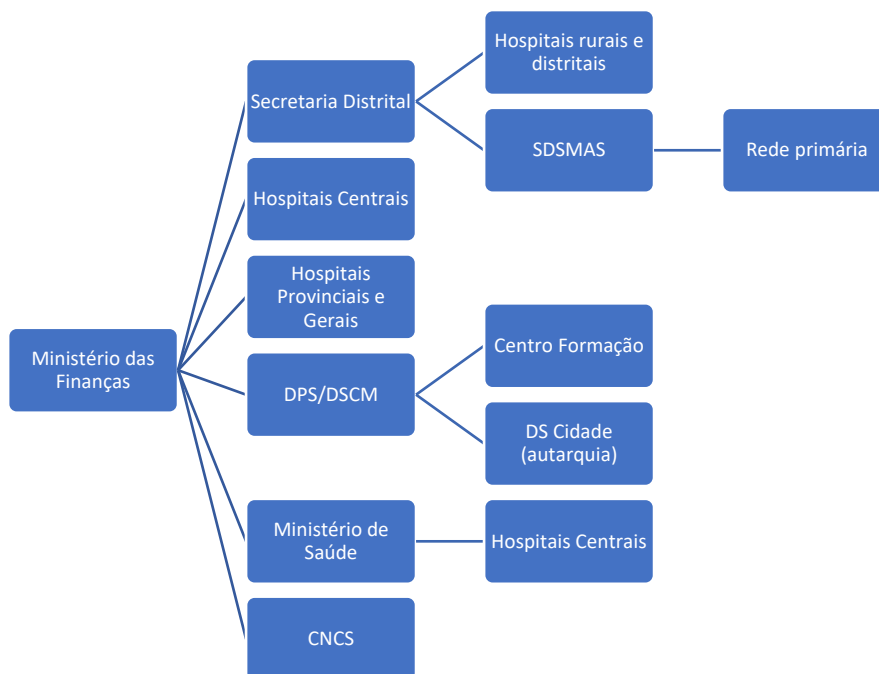 Ministério das
Finanças
Secretaria Distrital
Hospitais rurais e
distritais
SDSMAS
Rede primária
Hospitais Centrais
Hospitais
Provinciais e
Gerais
DPS/DSCM
Centro Formação
DS Cidade
(autarquia)
Ministério de
Saúde
Hospitais Centrais
CNCS